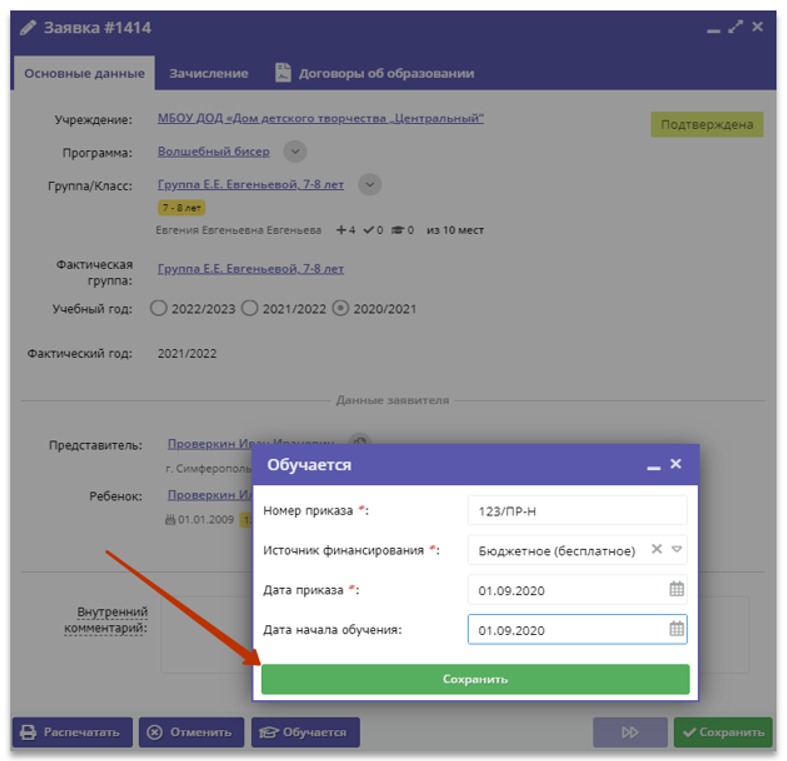 Заявка #1414
Основные данные Зачисление Договоры об образовании
Учреждение: МБОУ ДОД «Дом детского творчества „Центральный" Подтверждена
Программа: Волшебный бисер
Группа/Класс: Группа Е.Е. Евгеньевой, 7-8 лет
7 - 8 лет
Евгения Евгеньевна Евгеньева +4 0 0 из 10 мест
Фактическая группа: Группа Е.Е. Евгеньевой, 7-8 лет
Учебный год: 2022/2023 2021/2022 2020/2021
Фактический год: 2021/2022
Данные заявителя
Представитель: Проверкин Иван Иванович
г. Симферополь
Ребенок: Проверкин
01.01.2009
Внутренний
комментарий:
Обучается
Номер приказа *: 123/ПР-Н
Источник финансирования *: Бюджетное (бесплатное)
Дата приказа *: 01.09.2020
Дата начала обучения: 01.09.2020
Сохранить
Распечатать Отменить Обучается Сохранить